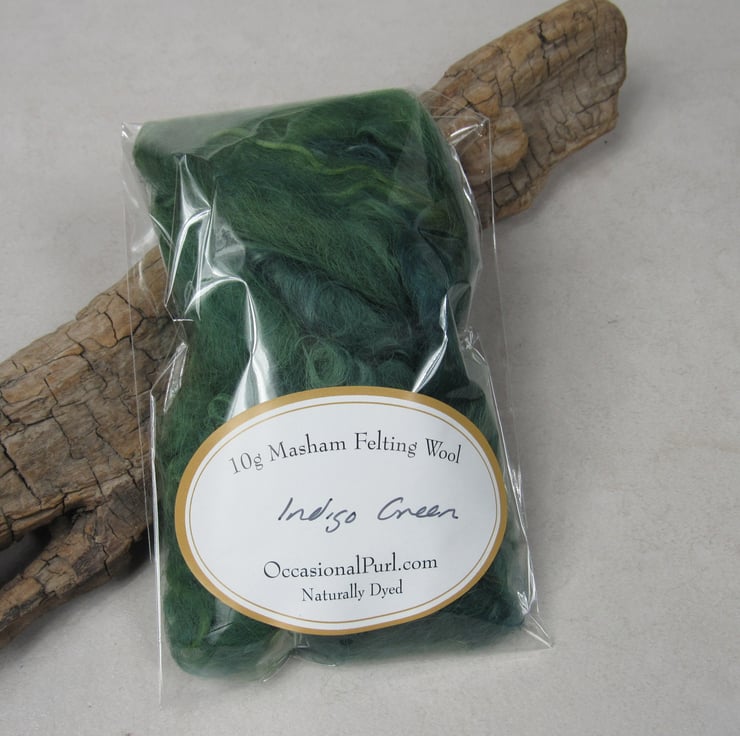 10g Masham Felting Wool
Indigo Green
OccasionalPurl.com
Naturally Dyed